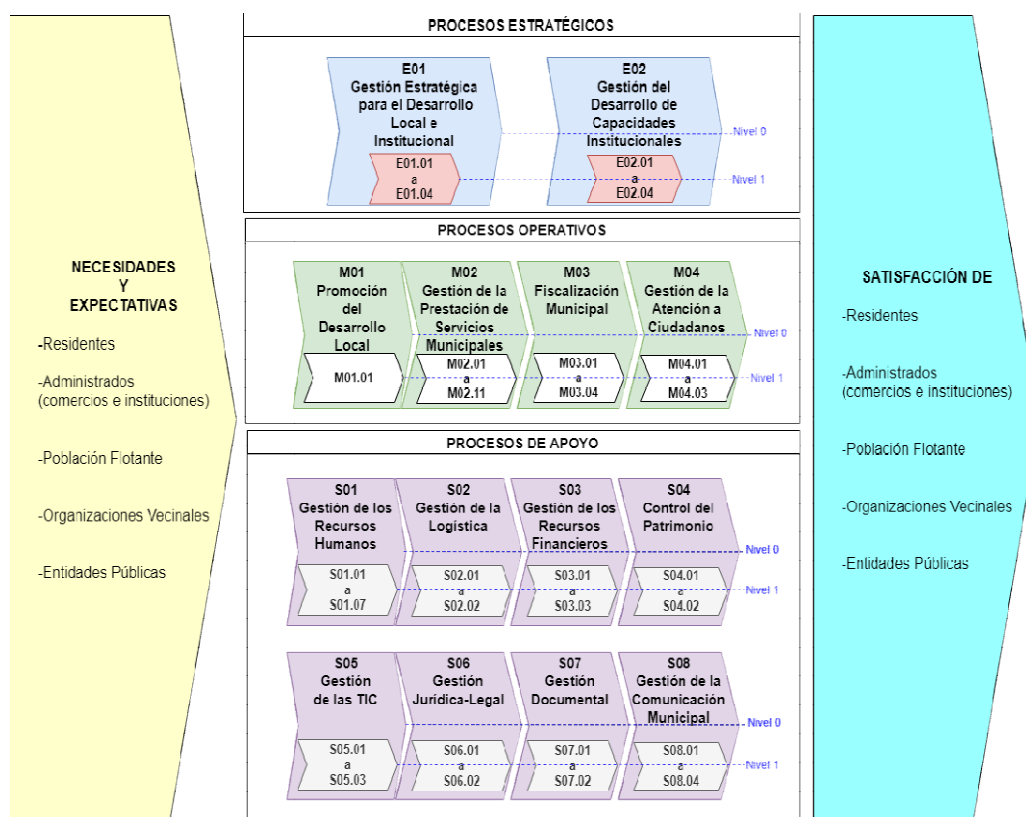 PROCESOS ESTRATÉGICOS
E01
Gestión Estratégica
para el Desarrollo
Local e
Institucional
E01.01
a
E01.04
E02
Gestión del
Desarrollo de
Capacidades
Institucionales
E02.01
a
E02.04
Nivel 0
Nivel 1
NECESIDADES
Y
EXPECTATIVAS
-Residentes
-Administrados
(comercios e instituciones)
-Población Flotante
-Organizaciones Vecinales
-Entidades Públicas
PROCESOS OPERATIVOS
M01
Promoción
del
Desarrollo
Local
M01.01
M02
Gestión de la
Prestación de
Servicios
Municipales
M02.01
a
M02.11
M03
Fiscalización
Municipal
M03.01
a
M03.04
M04
Gestión de la
Atención a
Ciudadanos
M04.01
a
M04.03
Nivel 0
Nivel 1
PROCESOS DE APOYO
S01
Gestión de los
Recursos
Humanos
S01.01
a
S01.07
S02
Gestión de la
Logística
S02.01
a
S02.02
S03
Gestión de los
Recursos
Financieros
S03.01
a
S03.03
S04
Control del
Patrimonio
S04.01
a
S04.02
Nivel 0
Nivel 1
S05
Gestión
de las TIC
S05.01
a
S05.03
S06
Gestión
Jurídica-Legal
S06.01
a
S06.02
S07
Gestión
Documental
S07.01
a
S07.02
S08
Gestión de la
Comunicación
Municipal
S08.01
a
S08.04
Nivel 0
Nivel 1
SATISFACCIÓN DE
-Residentes
-Administrados
(comercios e instituciones)
-Población Flotante
-Organizaciones Vecinales
-Entidades Públicas